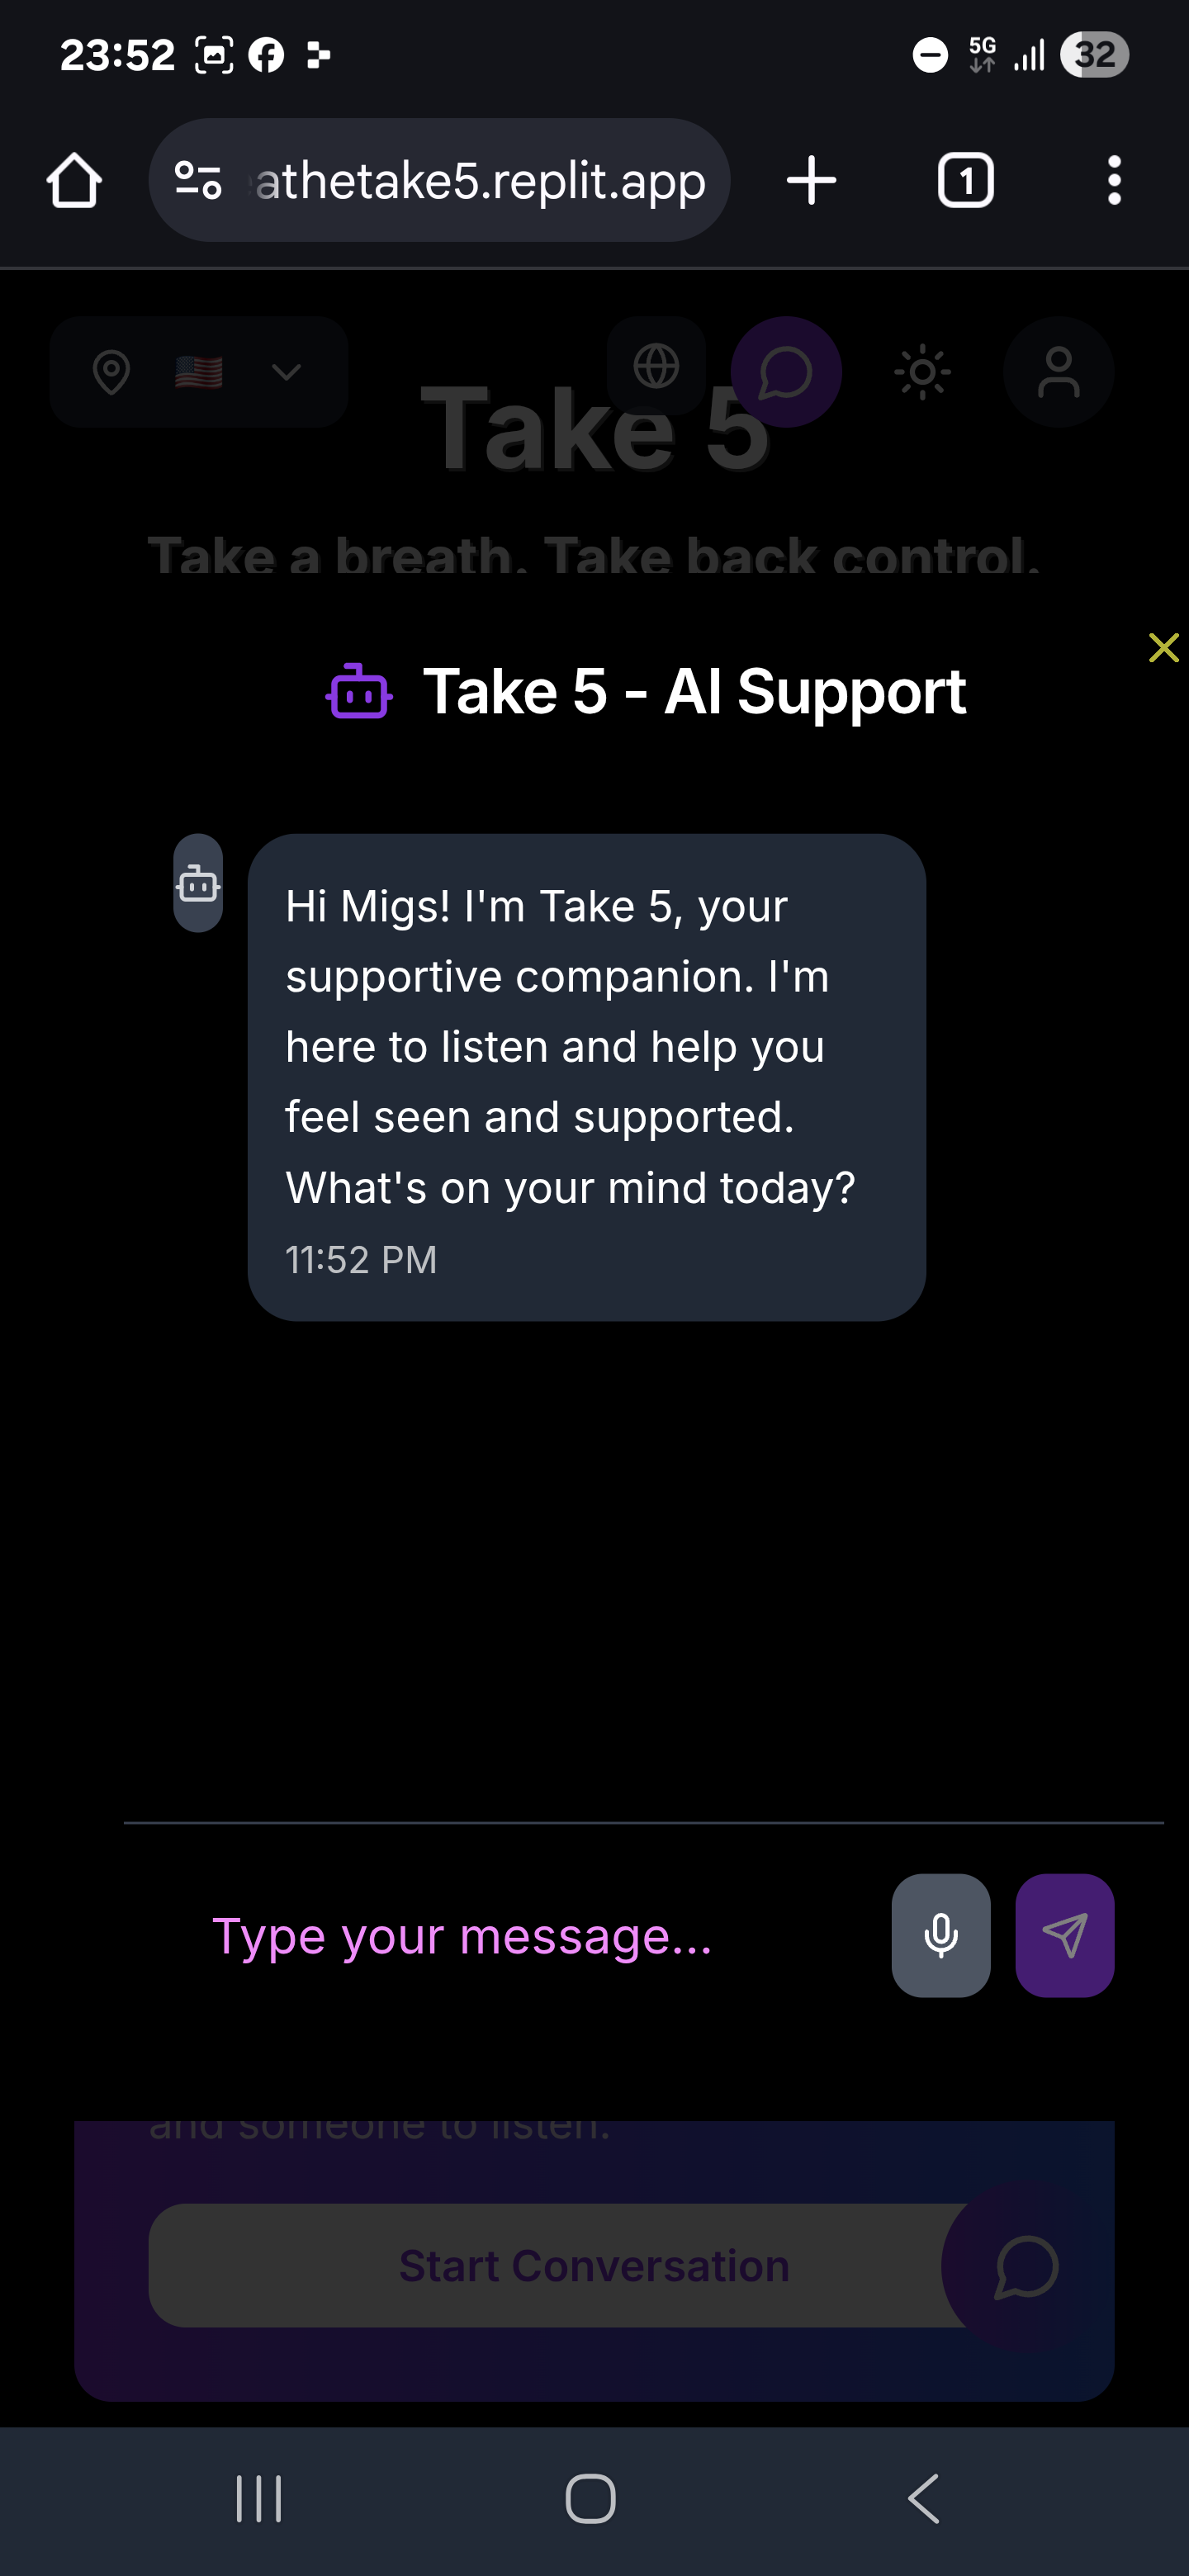 23:52
5G
32
athetake5.replit.app
1
Take 5
Take a breath. Take back control.
Take 5 - AI Support
Hi Migs! I'm Take 5, your
supportive companion. I'm
here to listen and help you
feel seen and supported.
What's on your mind today?
11:52 PM
Type your message...
and someone to listen.
Start Conversation